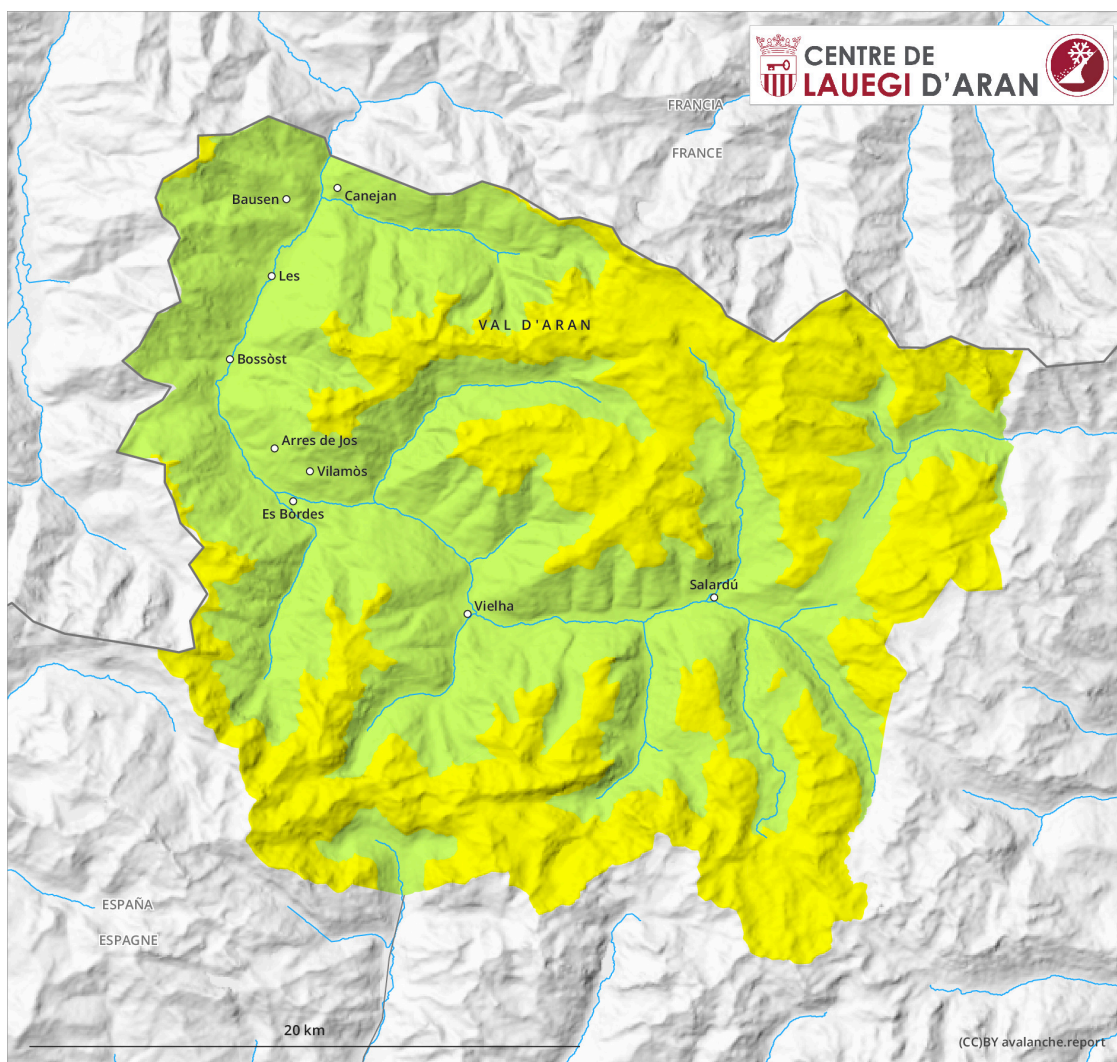 CENTRE DE
LAUEGI D'ARAN
FRANCIA
FRANCE
Bausen
Canejan
Les
VAL D'ARAN
Bossòst
Arres de Jos
Vilamòs
Es Bòrdes
Salardú
Vielha
ESPAÑA
ESPAGNE
20 km
(CC)BY avalanche.report